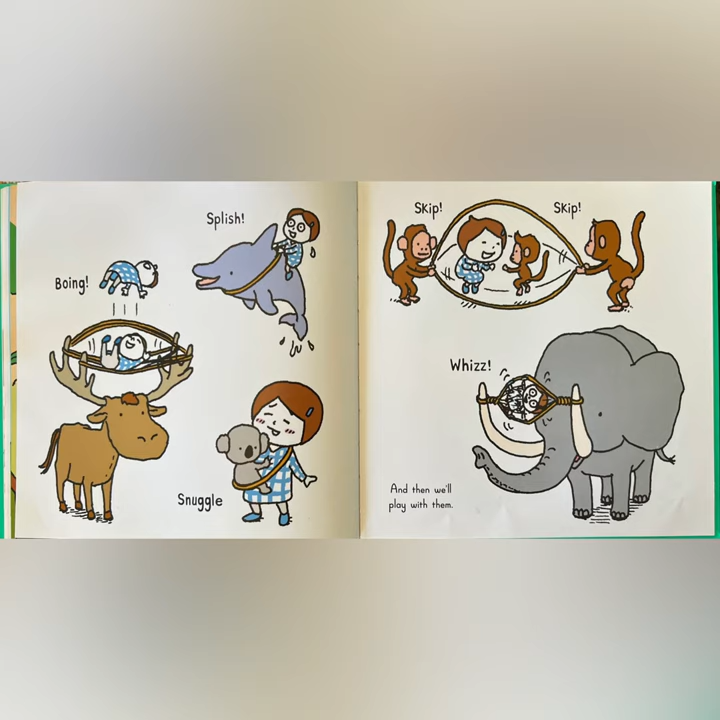 Splish!
Boing!
Snuggle
Skip!
Skip!
Whizz!
And then we'll
play with them.